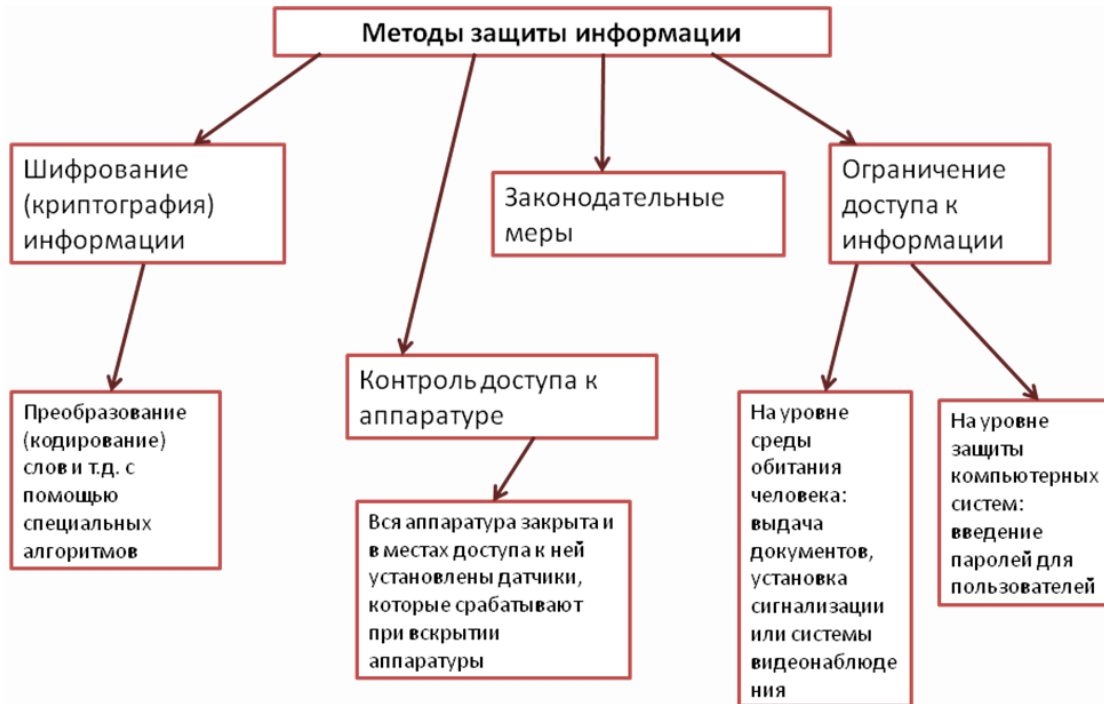 Методы защиты информации
Шифрование
(криптография)
информации
Законодательные
меры
Ограничение
доступа к
информации
Контроль доступа к
аппаратуре
Преобразование
(кодирование)
слов и т.д. с
помощью
специальных
алгоритмов
Вся аппаратура закрыта и
в местах доступа к ней
установлены датчики,
которые срабатывают
при вскрытии
аппаратуры
На уровне
среды
обитания
человека:
выдача
документов,
установка
сигнализации
или системы
видеонаблюде
ния
На уровне
защиты
компьютерных
систем:
введение
паролей для
пользователей